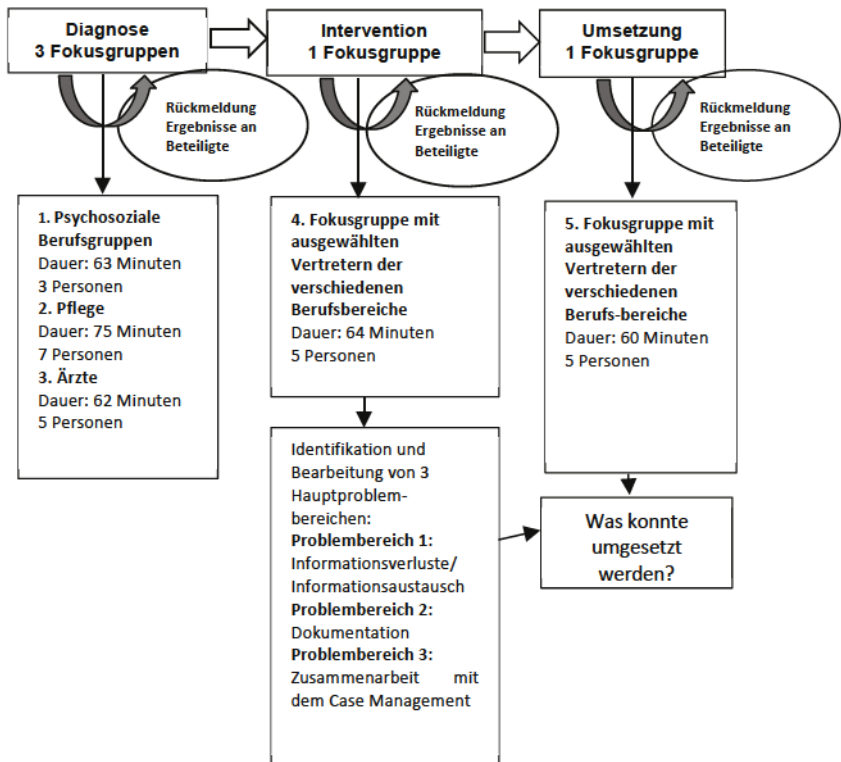 Diagnose
3 Fokusgruppen
Intervention
1 Fokusgruppe
Umsetzung
1 Fokusgruppe
Rückmeldung
Ergebnisse an
Beteiligte
Rückmeldung
Ergebnisse an
Beteiligte
Rückmeldung
Ergebnisse an
Beteiligte
1. Psychosoziale
Berufsgruppen
Dauer: 63 Minuten
3 Personen
2. Pflege
Dauer: 75 Minuten
7 Personen
3. Ärzte
Dauer: 62 Minuten
5 Personen
4. Fokusgruppe mit
ausgewählten
Vertretern der
verschiedenen
Berufsbereiche
Dauer: 64 Minuten
5 Personen
5. Fokusgruppe mit
ausgewählten
Vertretern der
verschiedenen
Berufs-bereiche
Dauer: 60 Minuten
5 Personen
Identifikation und
Bearbeitung von 3
Hauptproblem-
bereichen:
Problembereich 1:
Informationsverluste/
Informationsaustausch
Problembereich 2:
Dokumentation
Problembereich 3:
Zusammenarbeit mit
dem Case Management
Was konnte
umgesetzt
werden?